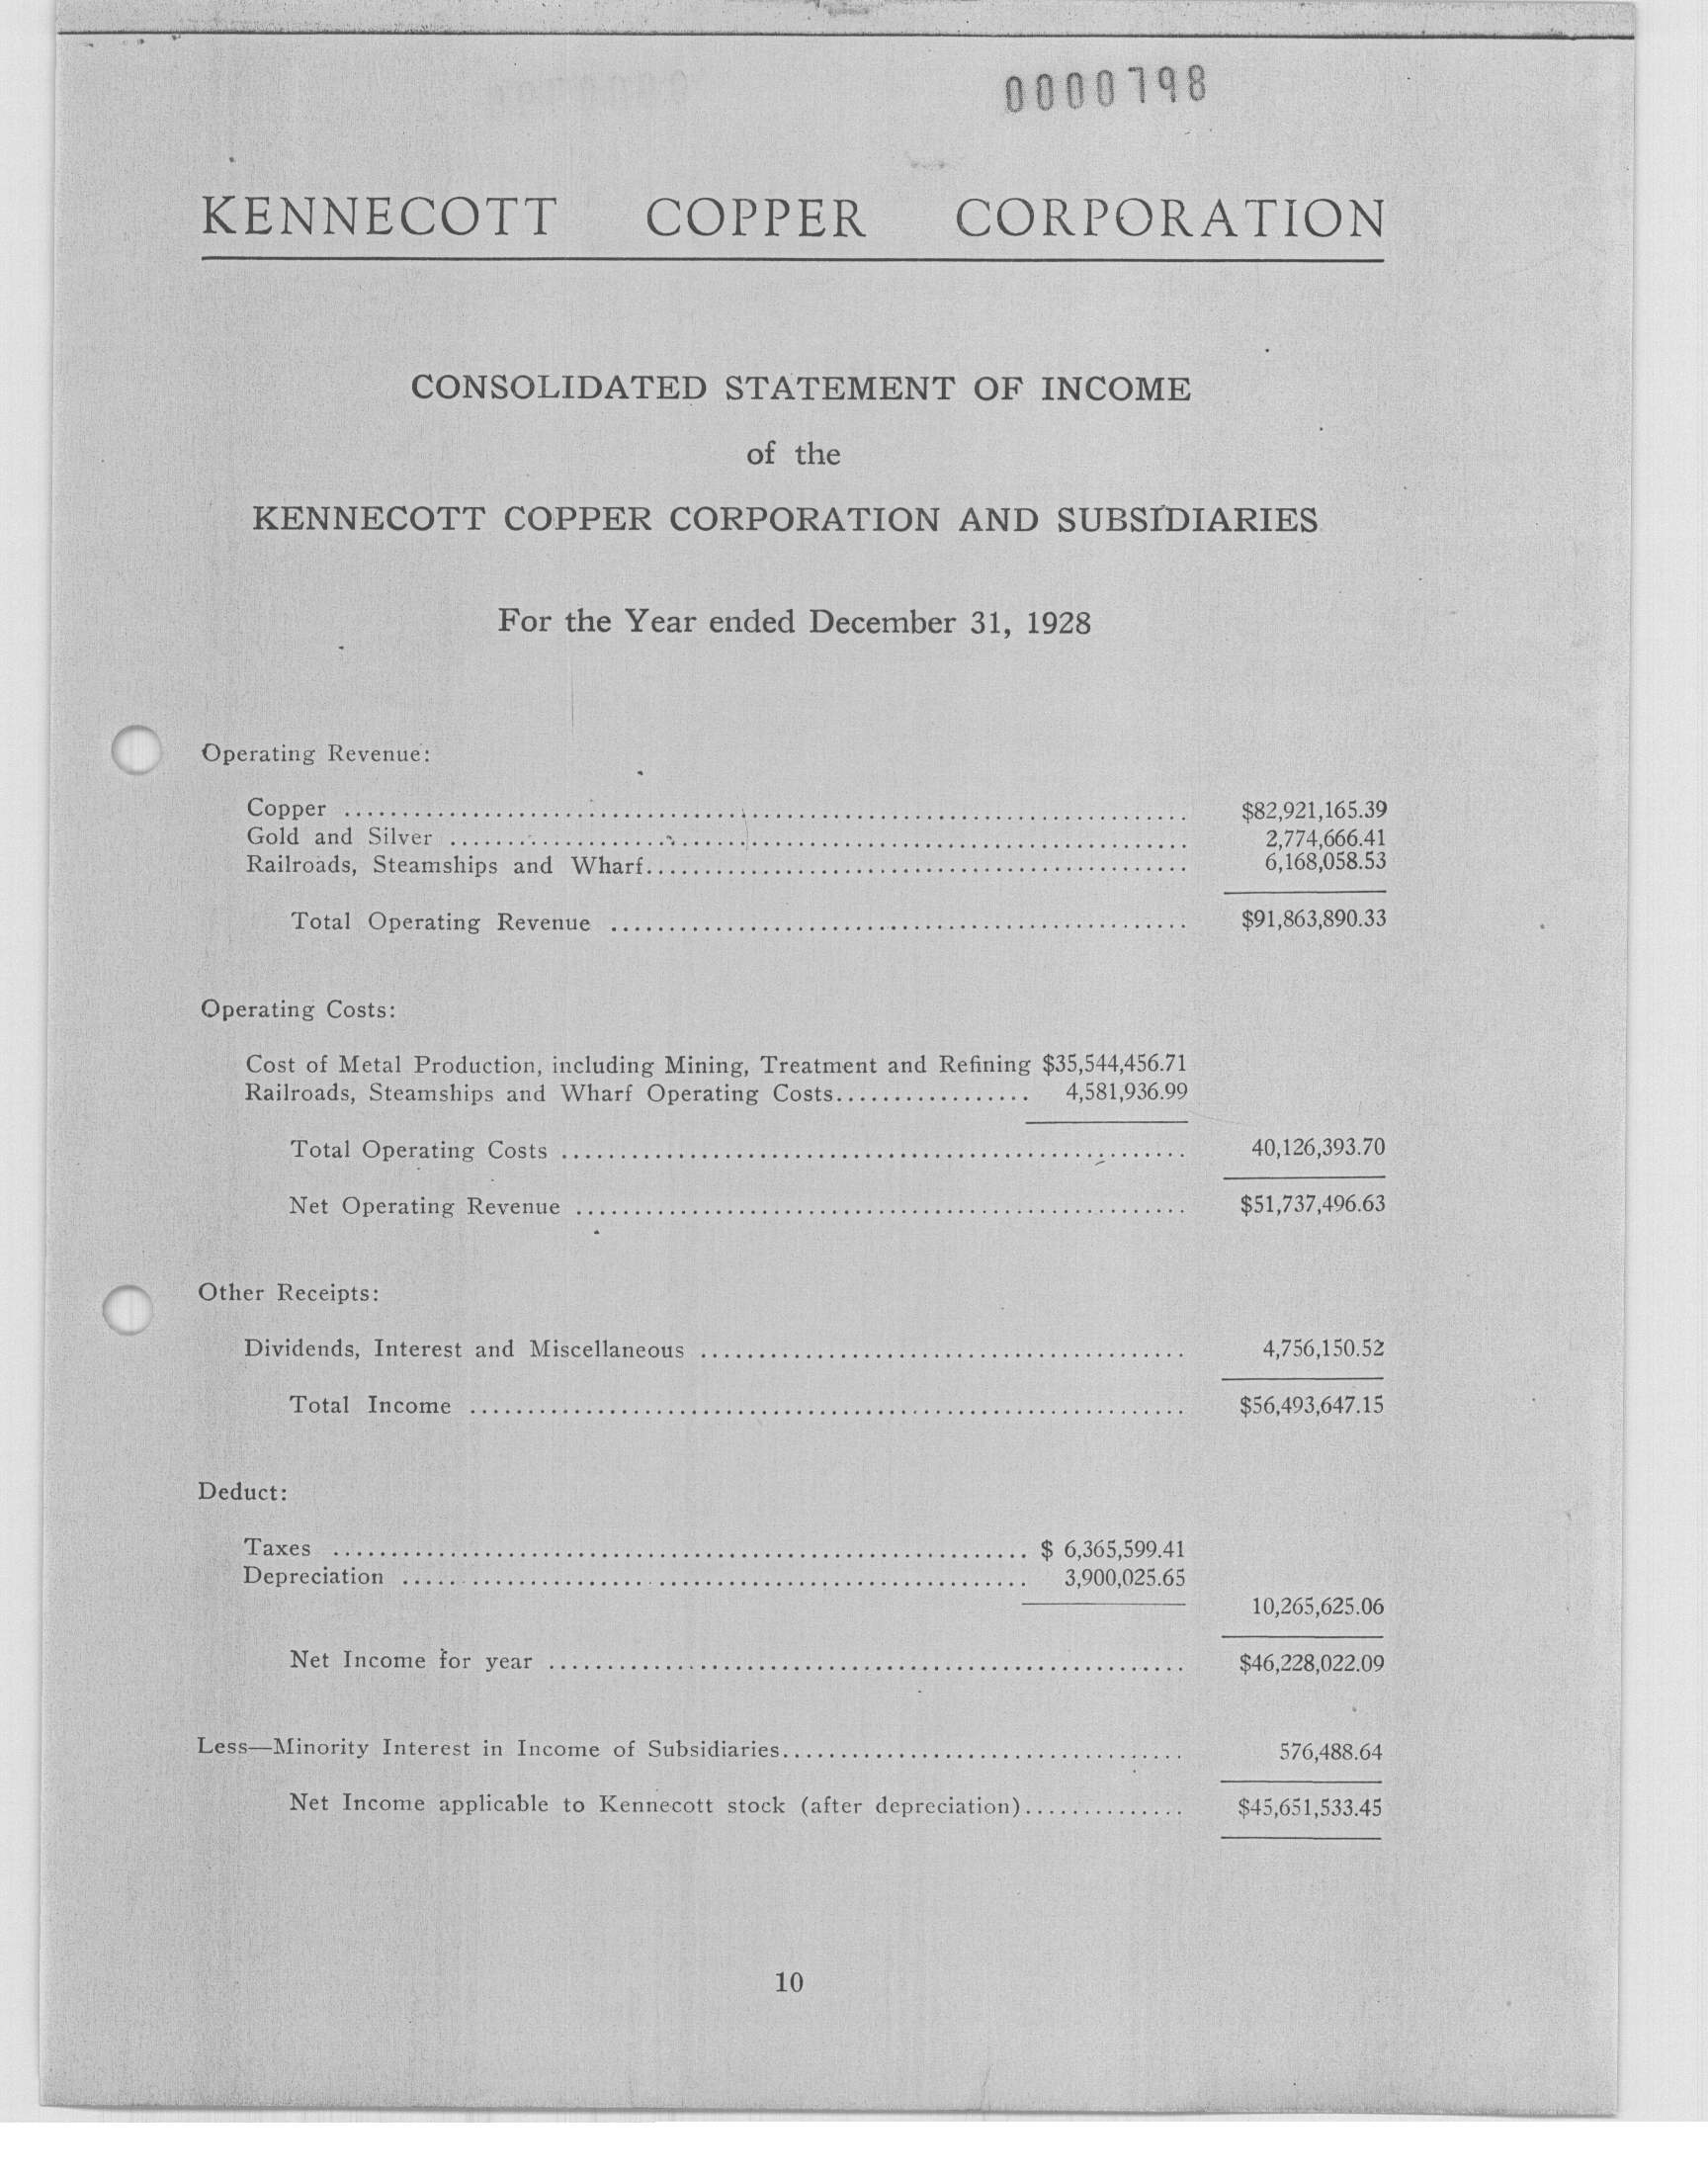 0000798
KENNECOTT COPPER CORPORATION
CONSOLIDATED STATEMENT OF INCOME
of the
KENNECOTT COPPER CORPORATION AND SUBSIDIARIES
For the Year ended December 31, 1928
Operating Revenue:
Copper ........................................ $82,921,165.39
Gold and Silver ........................................ 2,774,666.41
Railroads, Steamships and Wharf........................................ 6,168,058.53
Total Operating Revenue ........................................ $91,863,890.33
Operating Costs:
Cost of Metal Production, including Mining, Treatment and Refining $35,544,456.71
Railroads, Steamships and Wharf Operating Costs................. 4,581,936.99
Total Operating Costs ........................................ 40,126,393.70
Net Operating Revenue ........................................ $51,737,496.63
Other Receipts:
Dividends, Interest and Miscellaneous ........................................ 4,756,150.52
Total Income ........................................ $56,493,647.15
Deduct:
Taxes ........................................ $ 6,365,599.41
Depreciation ........................................ 3,900,025.65
10,265,625.06
Net Income for year ........................................ $46,228,022.09
Less—Minority Interest in Income of Subsidiaries................................... 576,488.64
Net Income applicable to Kennecott stock (after depreciation).............. $45,651,533.45
10